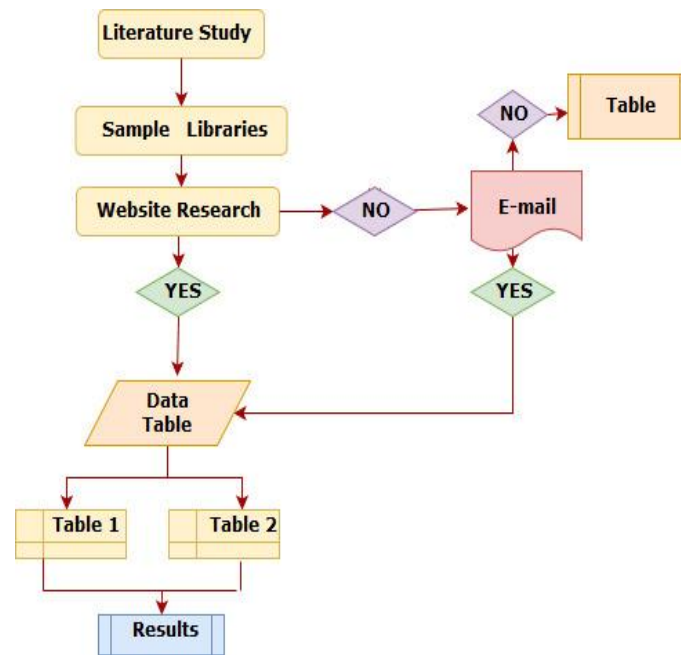 Literature Study
Sample Libraries
Website Research
NO
E-mail
NO
Table
YES
YES
Data
Table
Table 1
Table 2
Results